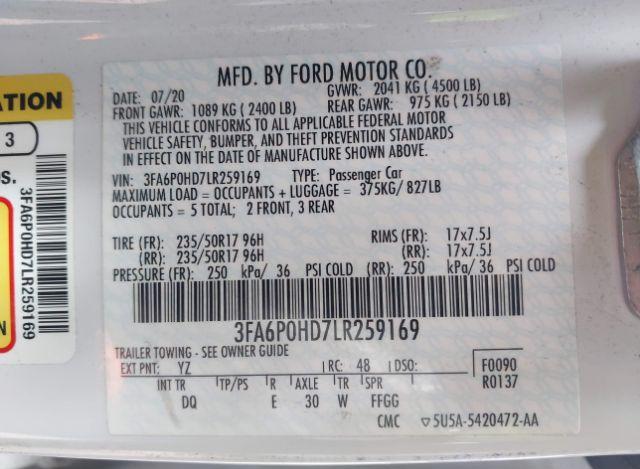 ATION
3
OS.
3FA6P0HD7LR259169
N
MFD. BY FORD MOTOR CO.
DATE: 07/20 GVWR: 2041 KG ( 4500 LB)
FRONT GAWR: 1089 KG ( 2400 LB) REAR GAWR: 975 KG ( 2150 LB)
THIS VEHICLE CONFORMS TO ALL APPLICABLE FEDERAL MOTOR
VEHICLE SAFETY, BUMPER, AND THEFT PREVENTION STANDARDS
IN EFFECT ON THE DATE OF MANUFACTURE SHOWN ABOVE.
VIN: 3FA6P0HD7LR259169 TYPE: Passenger Car
MAXIMUM LOAD = OCCUPANTS + LUGGAGE = 375KG/ 827LB
OCCUPANTS = 5 TOTAL; 2 FRONT, 3 REAR
TIRE (FR): 235/50R17 96H RIMS (FR): 17x7.5J
(RR): 235/50R17 96H (RR): 17x7.5J
PRESSURE (FR): 250 kPa/ 36 PSI COLD (RR): 250 kPa/ 36 PSI COLD
3FA6P0HD7LR259169
TRAILER TOWING - SEE OWNER GUIDE
EXT PNT: YZ RC: 48 DSO: F0090
INT TR TP/PS R AXLE TR SPR R0137
DQ E 30 W FFGG
CMC ▽5U5A-5420472-AA